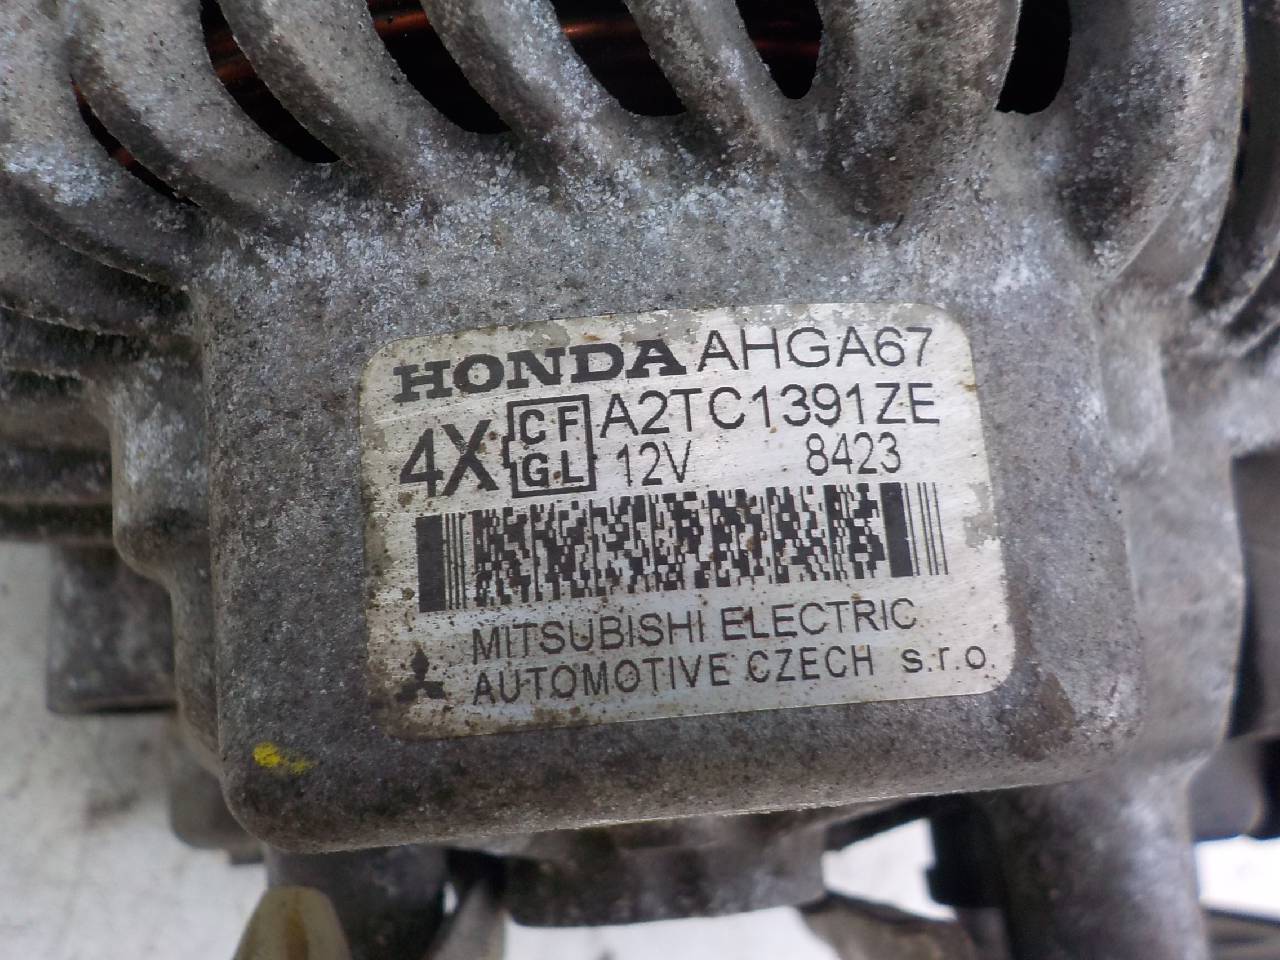 HONDA AHGA67
4X CF GL A2TC1391ZE
12V 8423
MITSUBISHI ELECTRIC
AUTOMOTIVE CZECH s.r.o.